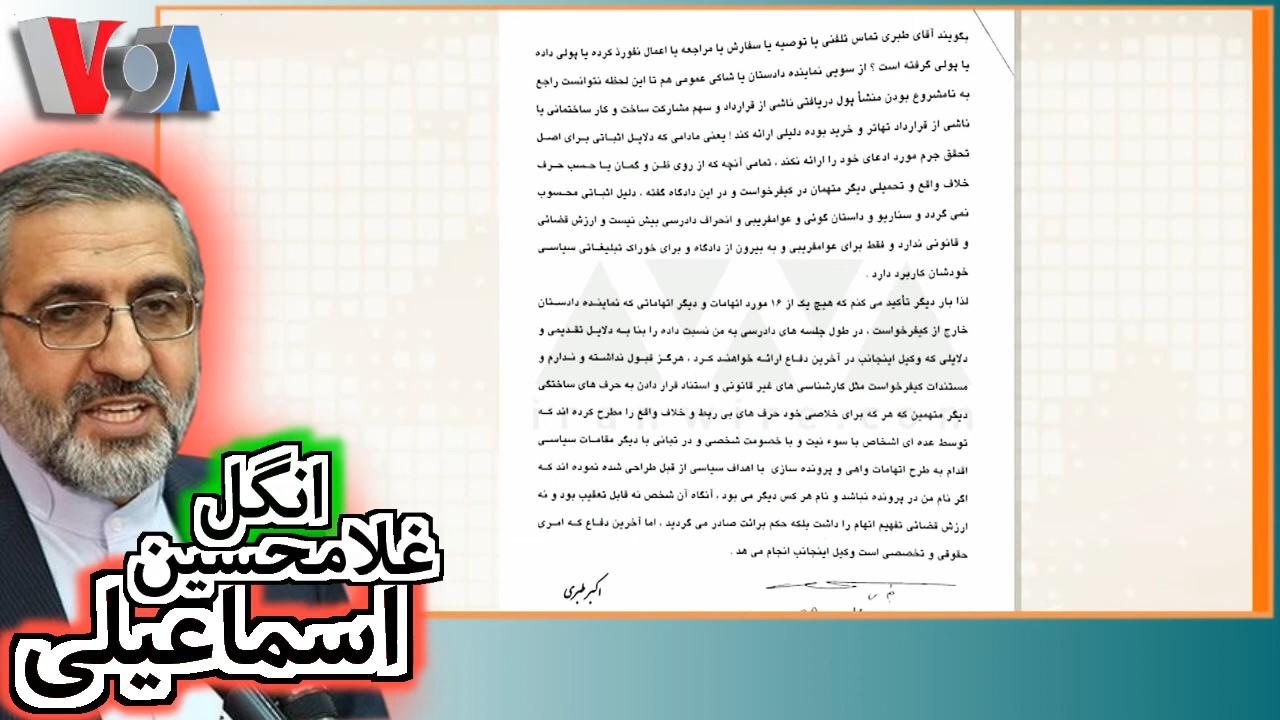 VOA
بگویند آقای طبری تماس تلفنی یا توصیه یا سفارش یا مراجعه یا اعمال نفوذ کرده یا پولی داده
یا پولی گرفته است ؟ از سویی نماینده دادستان یا شاکی عمومی هم تا این لحظه نتوانست راجع
به نامشروع بودن منشأ پول دریافتی ناشی از قرارداد و سهم مشارکت ساخت و کار ساختمانی یا
ناشی از قرارداد تهاتر و خرید بوده دلیلی ارائه کند ! یعنی مادامی که دلایل اثباتی برای اصل
تحقق جرم مورد ادعای خود را ارائه نکند ، تمامی آنچه که از روی ظن و گمان یا حسب حرف
خلاف واقع و تحمیلی دیگر متهمان در کیفرخواست و در این دادگاه گفته ، دلیل اثباتی محسوب
نمی گردد و سناریو و داستان گوئی و عوامفریبی و انحراف دادرسی بیش نیست و ارزش قضائی
و قانونی ندارد و فقط برای عوامفریبی و به بیرون از دادگاه و برای خوراک تبلیغاتی سیاسی
خودشان کاربرد دارد .
لذا بار دیگر تأکید می کنم که هیچ یک از ۱۶ مورد اتهامات و دیگر اتهاماتی که نماینده دادستان
خارج از کیفرخواست ، در طول جلسه های دادرسی به من نسبت داده را بنا به دلایل تقدیمی و
دلایلی که وکیل اینجانب در آخرین دفاع ارائه خواهند کرد ، هرگز قبول نداشته و ندارم و
مستندات کیفرخواست مثل کارشناسی های غیر قانونی و استناد قرار دادن به حرف های ساختگی
دیگر متهمین که هر که برای خلاصی خود حرف های بی ربط و خلاف واقع را مطرح کرده اند که
توسط عده ای اشخاص با سوء نیت و با خصومت شخصی و در تبانی با دیگر مقامات سیاسی
اقدام به طرح اتهامات واهی و پرونده سازی با اهداف سیاسی از قبل طراحی شده نموده اند که
اگر نام من در پرونده نباشد و نام هر کس دیگر می بود ، آنگاه آن شخص نه قابل تعقیب بود و نه
ارزش قضائی تفهیم اتهام را داشت بلکه حکم برائت صادر می گردید ، اما آخرین دفاع که امری
حقوقی و تخصصی است وکیل اینجانب انجام می هد .
اکبر طبری
iranwire.com
انگل
غلامحسین
اسماعیلی